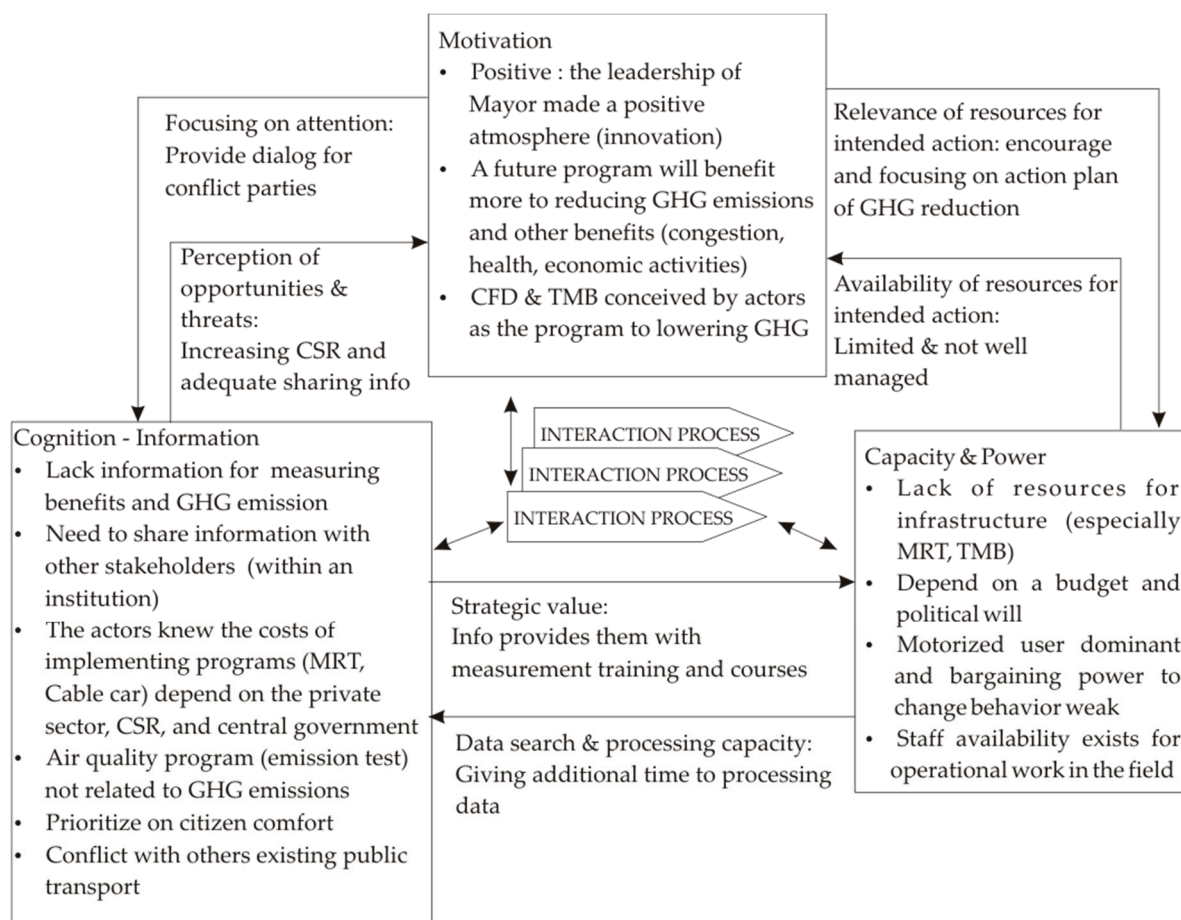 Motivation
• Positive : the leadership of
Mayor made a positive
atmosphere (innovation)
• A future program will benefit
more to reducing GHG emissions
and other benefits (congestion,
health, economic activities)
• CFD & TMB conceived by actors
as the program to lowering GHG
Focusing on attention:
Provide dialog for
conflict parties
Relevance of resources for
intended action: encourage
and focusing on action plan
of GHG reduction
Perception of
opportunities &
threats:
Increasing CSR and
adequate sharing info
Availability of resources for
intended action:
Limited & not well
managed
Cognition - Information
• Lack information for measuring
benefits and GHG emission
• Need to share information with
other stakeholders (within an
institution)
• The actors knew the costs of
implementing programs (MRT,
Cable car) depend on the private
sector, CSR, and central government
• Air quality program (emission test)
not related to GHG emissions
• Prioritize on citizen comfort
• Conflict with others existing public
transport
INTERACTION PROCESS
INTERACTION PROCESS
INTERACTION PROCESS
Capacity & Power
• Lack of resources for
infrastructure (especially
MRT, TMB)
• Depend on a budget and
political will
• Motorized user dominant
and bargaining power to
change behavior weak
• Staff availability exists for
operational work in the field
Strategic value:
Info provides them with
measurement training and courses
Data search & processing capacity:
Giving additional time to processing
data